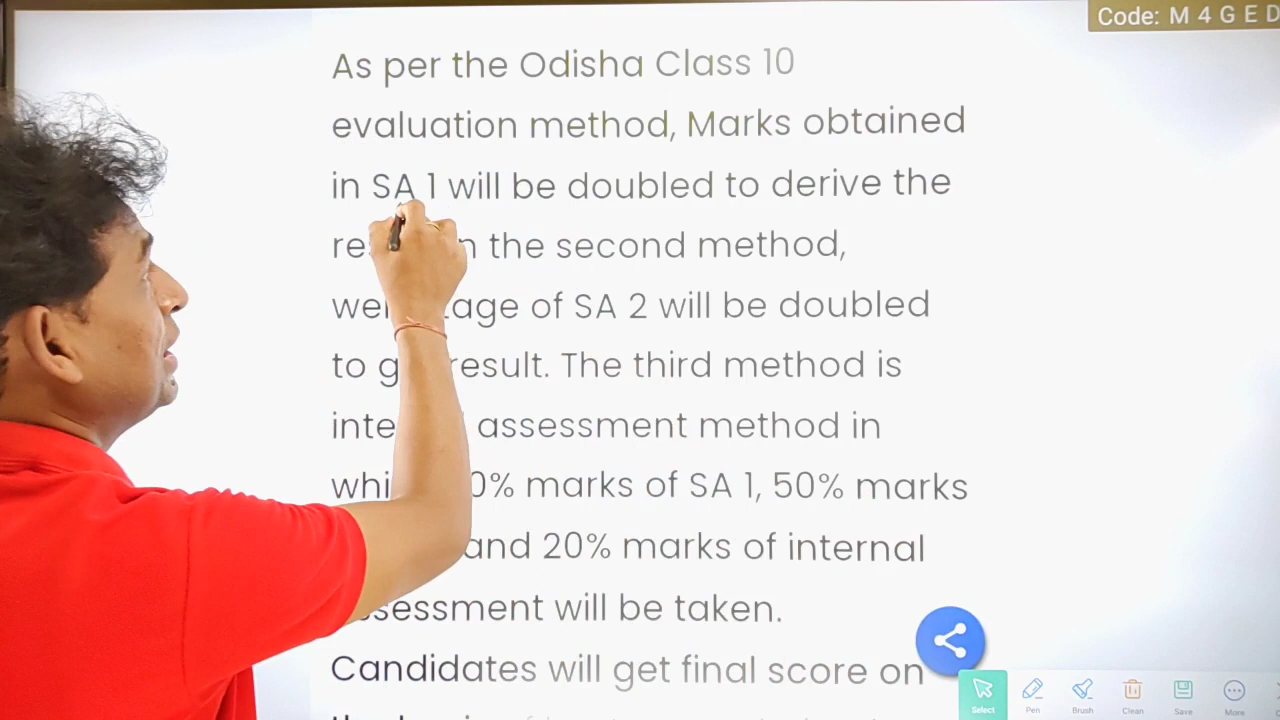 Code: M 4 G E D
As per the Odisha Class 10
evaluation method, Marks obtained
in SA 1 will be doubled to derive the
the second method,
of SA 2 will be doubled
to result. The third method is
assessment method in
marks of SA 1, 50% marks
and 20% marks of internal
will be taken.
Candidates will get final score on
Select Pen Brush Clean Save More